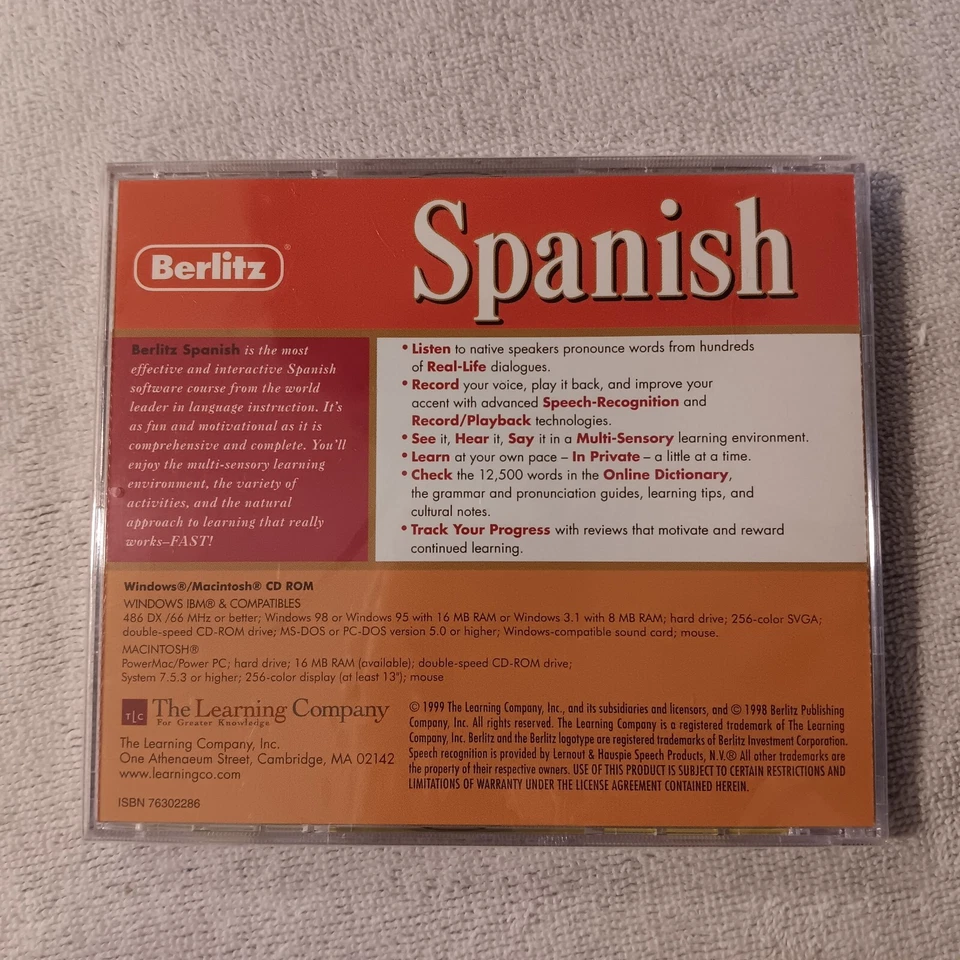 Berlitz®
Spanish
Berlitz Spanish is the most
effective and interactive Spanish
software course from the world
leader in language instruction. It's
as fun and motivational as it is
comprehensive and complete. You'll
enjoy the multi-sensory learning
environment, the variety of
activities, and the natural
approach to learning that really
works–FAST!
• Listen to native speakers pronounce words from hundreds
of Real-Life dialogues.
• Record your voice, play it back, and improve your
accent with advanced Speech-Recognition and
Record/Playback technologies.
• See it, Hear it, Say it in a Multi-Sensory learning environment.
• Learn at your own pace – In Private – a little at a time.
• Check the 12,500 words in the Online Dictionary,
the grammar and pronunciation guides, learning tips, and
cultural notes.
• Track Your Progress with reviews that motivate and reward
continued learning.
Windows®/Macintosh® CD ROM
WINDOWS IBM® & COMPATIBLES
486 DX /66 MHz or better; Windows 98 or Windows 95 with 16 MB RAM or Windows 3.1 with 8 MB RAM; hard drive; 256-color SVGA;
double-speed CD-ROM drive; MS-DOS or PC-DOS version 5.0 or higher; Windows-compatible sound card; mouse.
MACINTOSH®
PowerMac/Power PC; hard drive; 16 MB RAM (available); double-speed CD-ROM drive;
System 7.5.3 or higher; 256-color display (at least 13"); mouse
TLC The Learning Company
For Greater Knowledge
The Learning Company, Inc.
One Athenaeum Street, Cambridge, MA 02142
www.learningco.com
ISBN 76302286
© 1999 The Learning Company, Inc., and its subsidiaries and licensors, and © 1998 Berlitz Publishing
Company, Inc. All rights reserved. The Learning Company is a registered trademark of The Learning
Company, Inc. Berlitz and the Berlitz logotype are registered trademarks of Berlitz Investment Corporation.
Speech recognition is provided by Lernout & Hauspie Speech Products, N.V.® All other trademarks are
the property of their respective owners. USE OF THIS PRODUCT IS SUBJECT TO CERTAIN RESTRICTIONS AND
LIMITATIONS OF WARRANTY UNDER THE LICENSE AGREEMENT CONTAINED HEREIN.